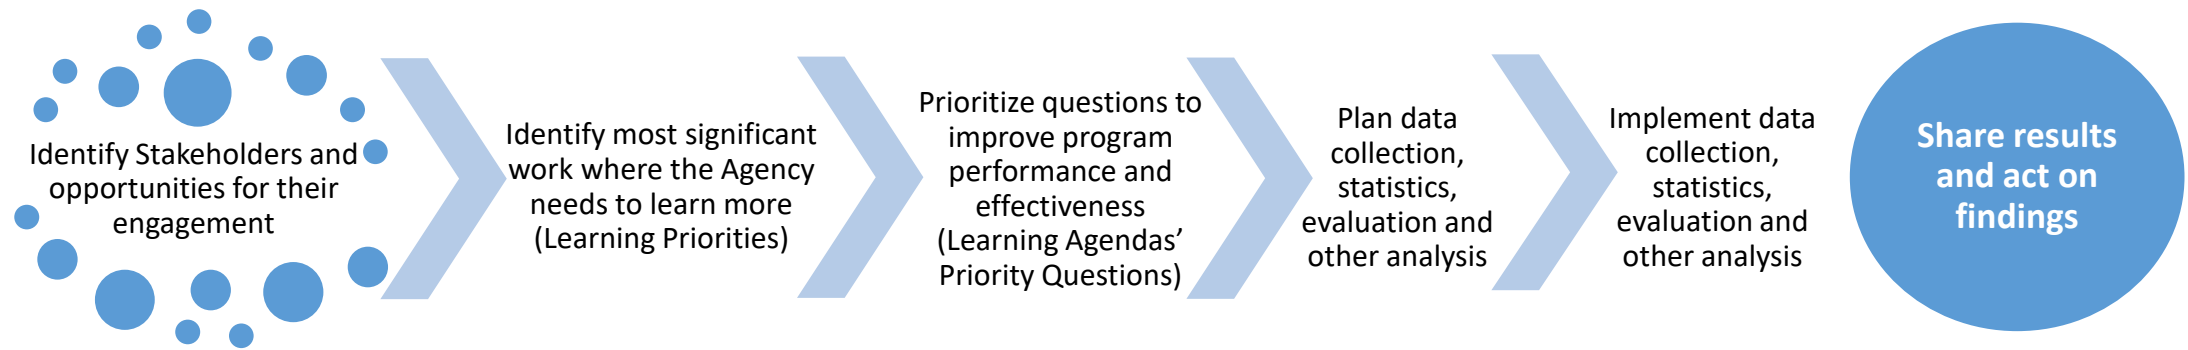 Identify Stakeholders and
opportunities for their
engagement
Identify most significant
work where the Agency
needs to learn more
(Learning Priorities)
Prioritize questions to
improve program
performance and
effectiveness
(Learning Agendas’
Priority Questions)
Plan data
collection,
statistics,
evaluation and
other analysis
Implement data
collection,
statistics,
evaluation and
other analysis
Share results
and act on
findings